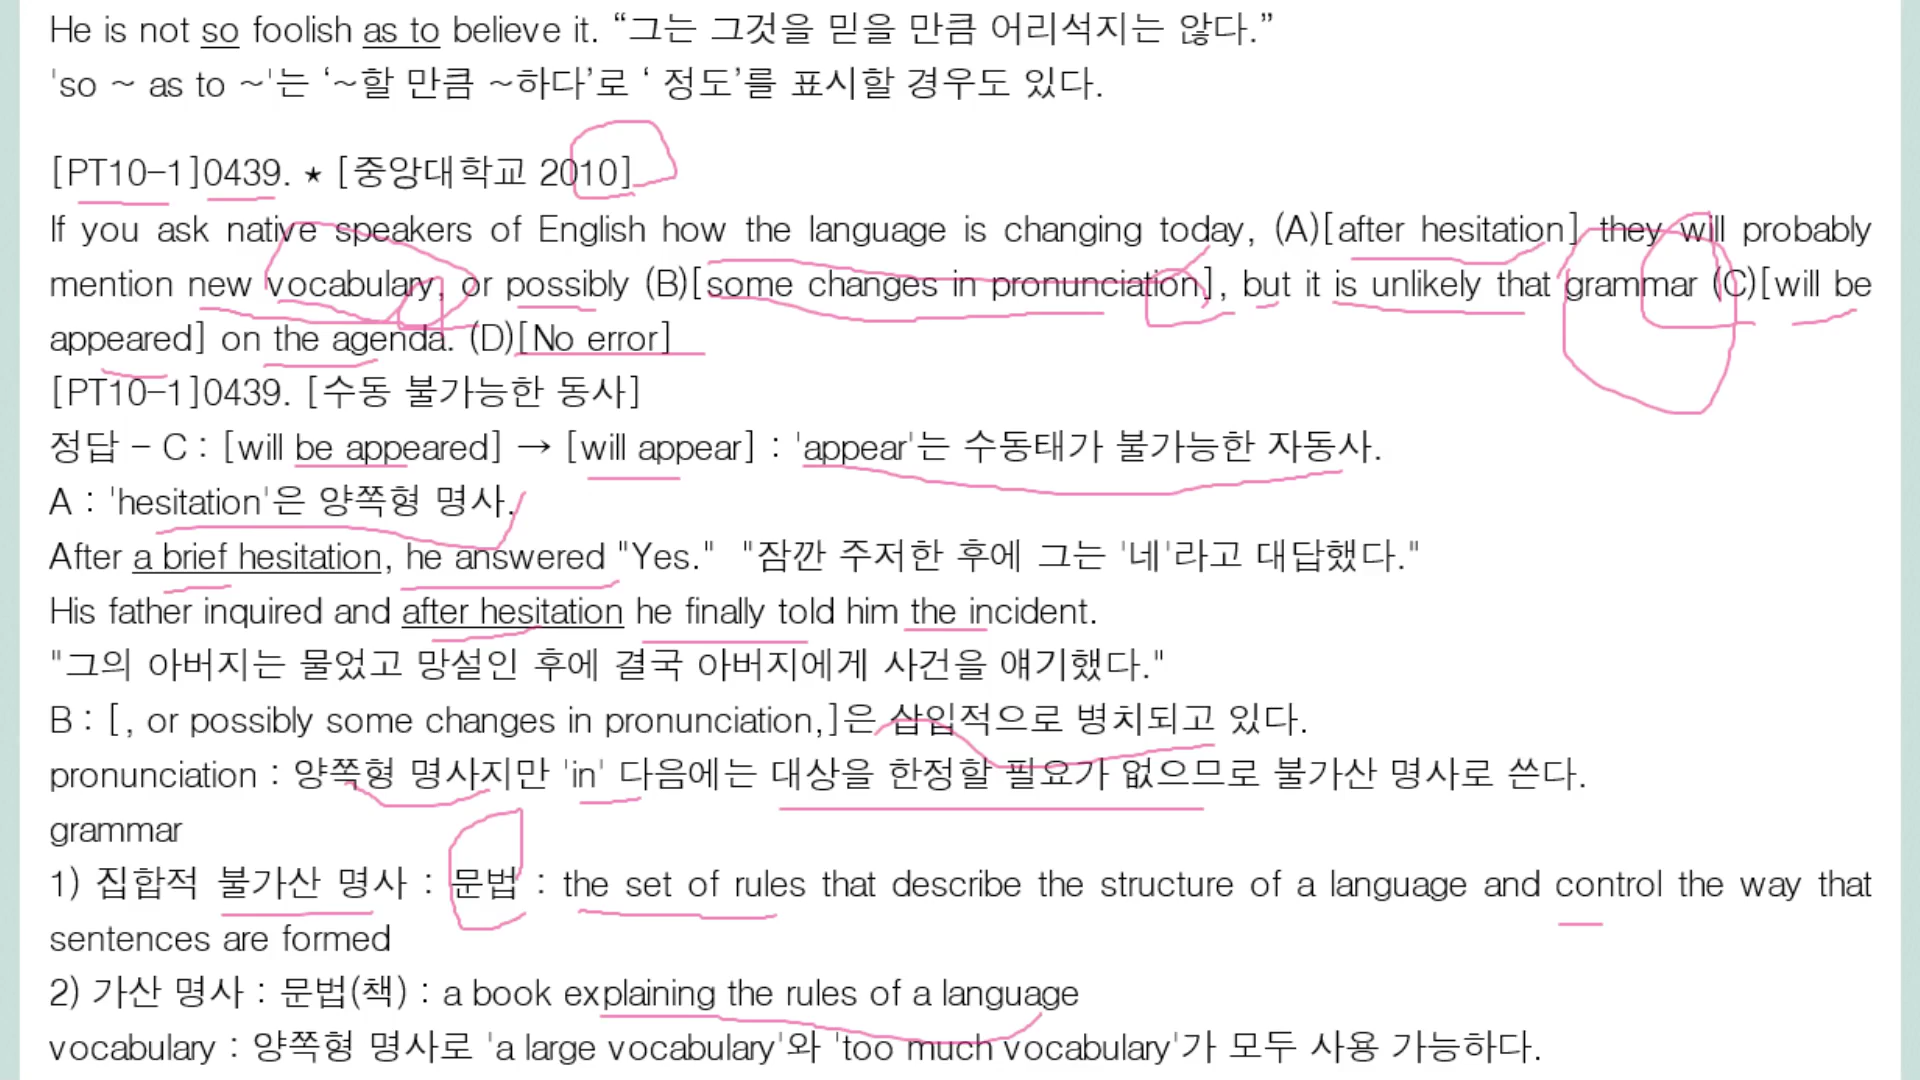 He is not so foolish as to believe it. “그는 그것을 믿을 만큼 어리석지는 않다.”
'so ~ as to ~'는 ‘~할 만큼 ~하다’로 ‘ 정도’를 표시할 경우도 있다.
[PT10-1]0439. ⋆ [중앙대학교 2010]
If you ask native speakers of English how the language is changing today, (A)[after hesitation] they will probably
mention new vocabulary, or possibly (B)[some changes in pronunciation], but it is unlikely that grammar (C)[will be
appeared] on the agenda. (D)[No error]
[PT10-1]0439. [수동 불가능한 동사]
정답 - C : [will be appeared] → [will appear] : 'appear'는 수동태가 불가능한 자동사.
A : 'hesitation'은 양쪽형 명사.
After a brief hesitation, he answered "Yes." "잠깐 주저한 후에 그는 '네'라고 대답했다."
His father inquired and after hesitation he finally told him the incident.
"그의 아버지는 물었고 망설인 후에 결국 아버지에게 사건을 얘기했다."
B : [, or possibly some changes in pronunciation,]은 삽입적으로 병치되고 있다.
pronunciation : 양쪽형 명사지만 'in' 다음에는 대상을 한정할 필요가 없으므로 불가산 명사로 쓴다.
grammar
1) 집합적 불가산 명사 : 문법 : the set of rules that describe the structure of a language and control the way that
sentences are formed
2) 가산 명사 : 문법(책) : a book explaining the rules of a language
vocabulary : 양쪽형 명사로 'a large vocabulary'와 'too much vocabulary'가 모두 사용 가능하다.